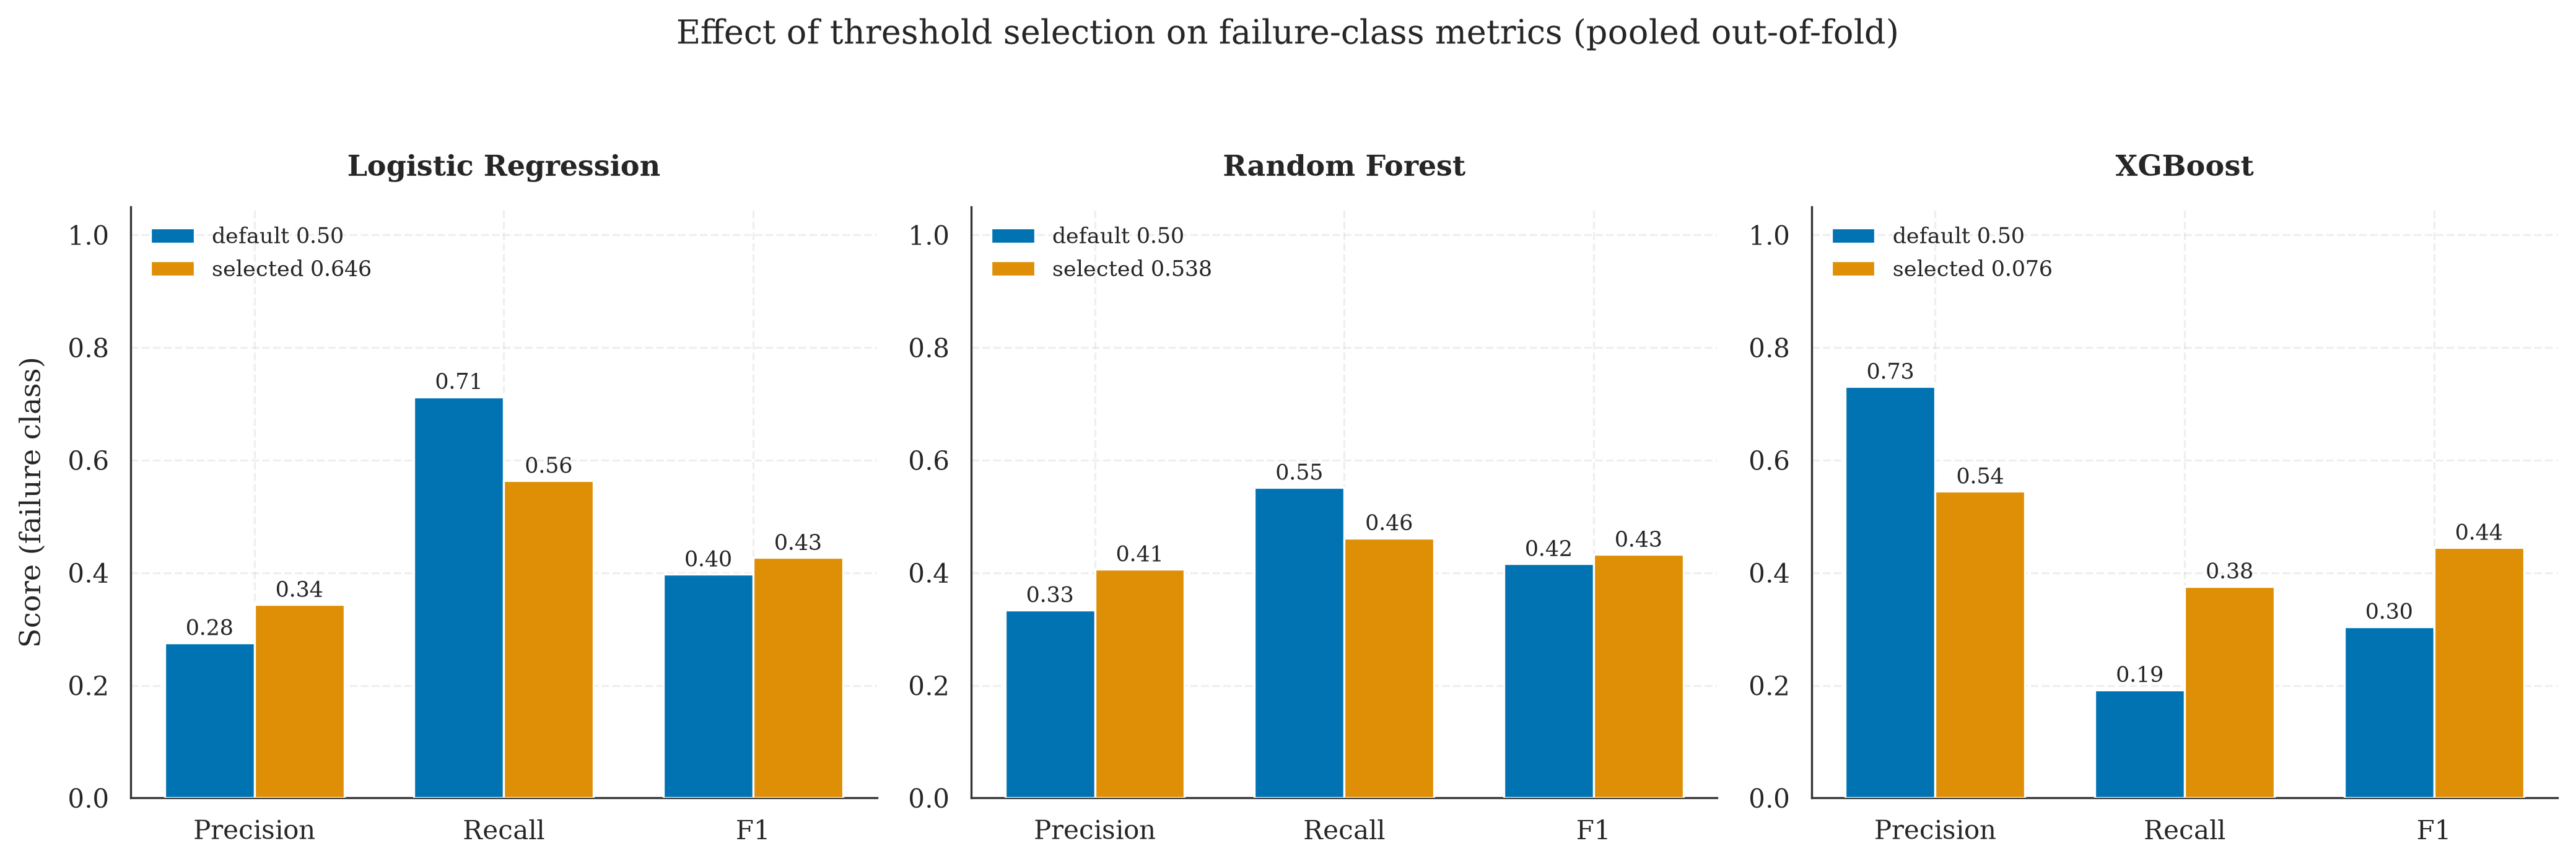 Effect of threshold selection on failure-class metrics (pooled out-of-fold)
Logistic Regression
default 0.50
selected 0.646
Score (failure class)
1.0
0.8
0.6
0.4
0.2
0.0
0.28
0.34
0.71
0.56
0.40
0.43
Precision
Recall
F1
Random Forest
default 0.50
selected 0.538
1.0
0.8
0.6
0.4
0.2
0.0
0.33
0.41
0.55
0.46
0.42
0.43
Precision
Recall
F1
XGBoost
default 0.50
selected 0.076
1.0
0.8
0.6
0.4
0.2
0.0
0.73
0.54
0.19
0.38
0.30
0.44
Precision
Recall
F1